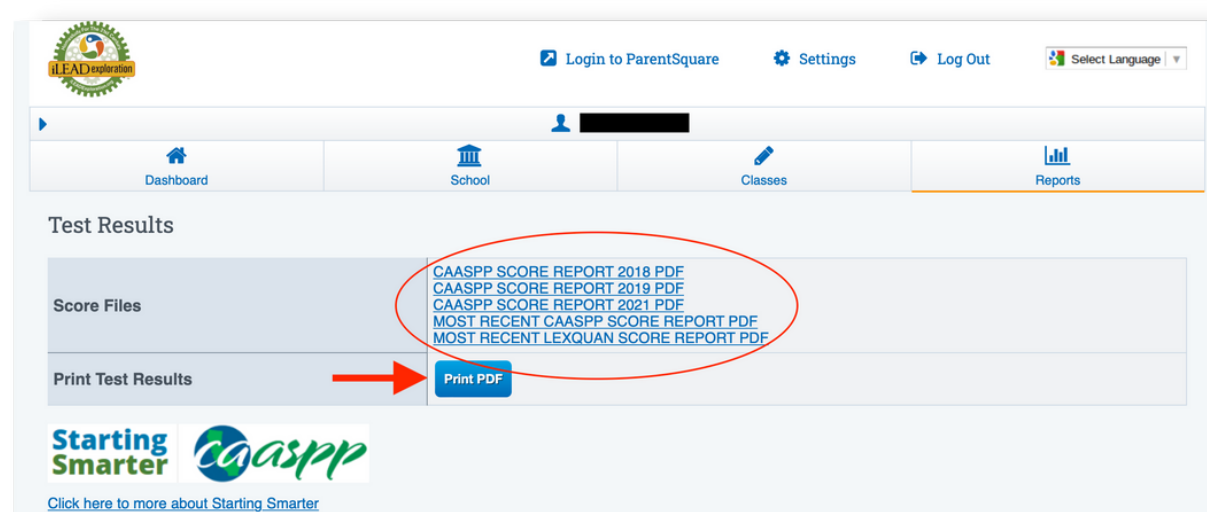 iLEAD exploration
Login to ParentSquare Settings Log Out Select Language
Dashboard School Classes Reports
Test Results
Score Files
CAASPP SCORE REPORT 2018 PDF
CAASPP SCORE REPORT 2019 PDF
CAASPP SCORE REPORT 2021 PDF
MOST RECENT CAASPP SCORE REPORT PDF
MOST RECENT LEXQUAN SCORE REPORT PDF
Print Test Results Print PDF
Starting
Smarter
caaspp
Click here to more about Starting Smarter